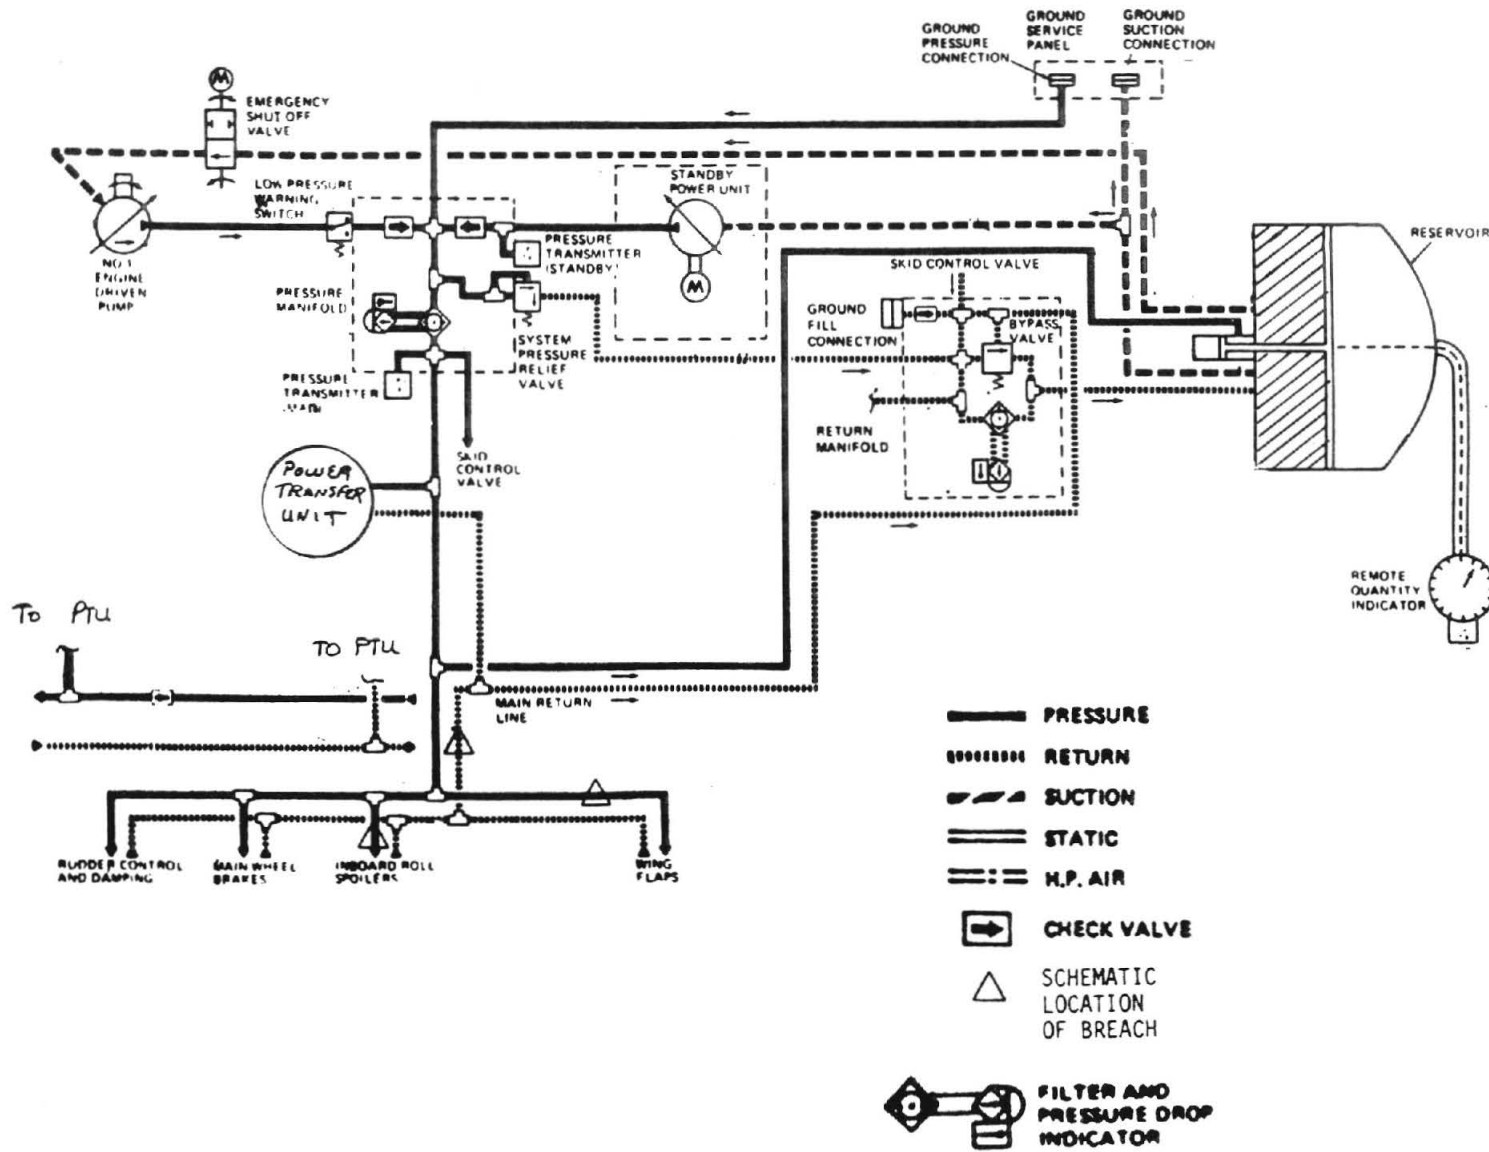 GROUND
PRESSURE
CONNECTION
GROUND
SERVICE
PANEL
GROUND
SUCTION
CONNECTION
M
EMERGENCY
SHUT OFF
VALVE
LOW PRESSURE
WARNING
SWITCH
STANDBY
POWER UNIT
NO.1
ENGINE
DRIVEN
PUMP
PRESSURE
TRANSMITTER
(STANDBY)
M
SKID CONTROL VALVE
RESERVOIR
PRESSURE
MANIFOLD
GROUND
FILL
CONNECTION
BYPASS
VALVE
SYSTEM
PRESSURE
RELIEF
VALVE
PRESSURE
TRANSMITTER
(MAIN)
RETURN
MANIFOLD
SKID
CONTROL
VALVE
POWER
TRANSFER
UNIT
REMOTE
QUANTITY
INDICATOR
TO PTU
TO PTU
MAIN RETURN
LINE
RUDDER CONTROL
AND DAMPING
MAIN WHEEL
BRAKES
INBOARD ROLL
SPOILERS
WING
FLAPS
PRESSURE
RETURN
SUCTION
STATIC
H.P. AIR
CHECK VALVE
SCHEMATIC
LOCATION
OF BREACH
FILTER AND
PRESSURE DROP
INDICATOR